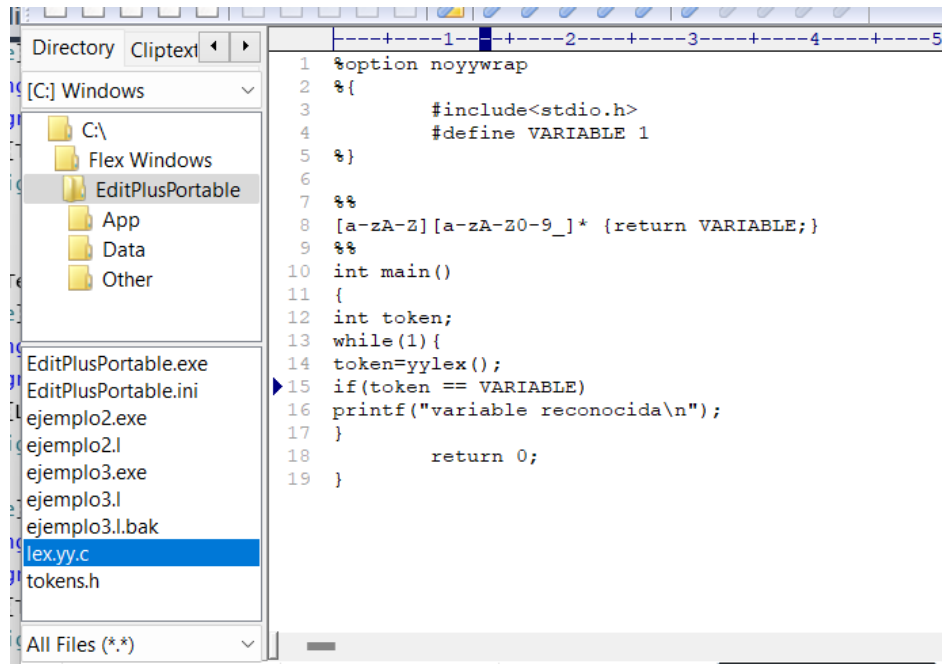 Directory Cliptext
[C:] Windows
C:\
Flex Windows
EditPlusPortable
App
Data
Other
EditPlusPortable.exe
EditPlusPortable.ini
ejemplo2.exe
ejemplo2.l
ejemplo3.exe
ejemplo3.l
ejemplo3.l.bak
lex.yy.c
tokens.h
All Files (*.*)
----+----1----+----2----+----3----+----4----+----5
1 %option noyywrap
2 %{
3 #include<stdio.h>
4 #define VARIABLE 1
5 %}
6
7 %%
8 [a-zA-Z][a-zA-Z0-9_]* {return VARIABLE;}
9 %%
10 int main()
11 {
12 int token;
13 while(1){
14 token=yylex();
15 if(token == VARIABLE)
16 printf("variable reconocida\n");
17 }
18 return 0;
19 }